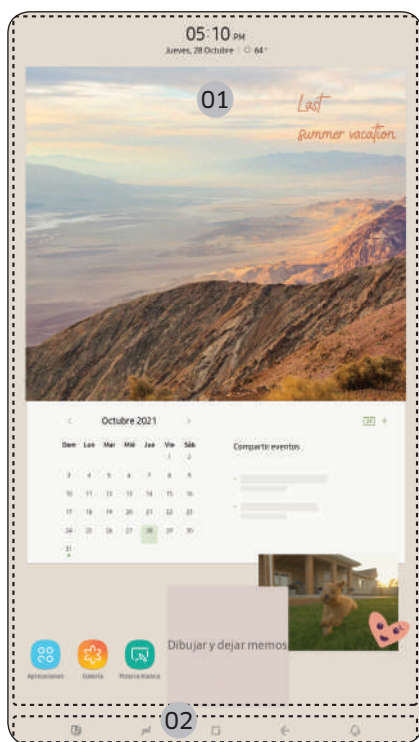 05:10 PM
Jueves, 28 Octubre 64°
01
Last
summer vacation
Octubre 2021
Dom Lun Mar Mié Jue Vie Sáb
1 2
3 4 5 6 7 8 9
10 11 12 13 14 15 16
17 18 19 20 21 22 23
24 25 26 27 28 29 30
31
Compartir eventos
Dibujar y dejar memos
Aplicaciones Galería Pizarra blanca
02